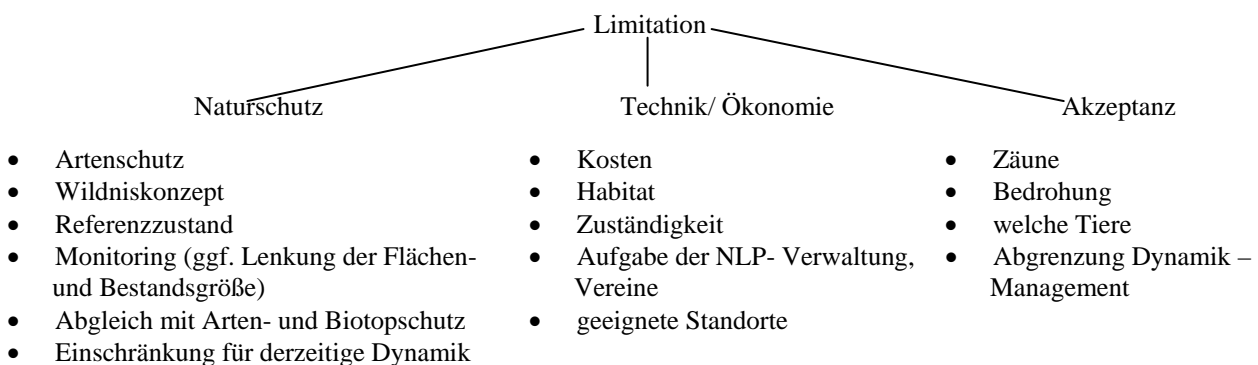 Limitation
Naturschutz
Technik/ Ökonomie
Akzeptanz
• Artenschutz
• Wildniskonzept
• Referenzzustand
• Monitoring (ggf. Lenkung der Flächen-
und Bestandsgröße)
• Abgleich mit Arten- und Biotopschutz
• Einschränkung für derzeitige Dynamik
• Kosten
• Habitat
• Zuständigkeit
• Aufgabe der NLP- Verwaltung,
Vereine
• geeignete Standorte
• Zäune
• Bedrohung
• welche Tiere
• Abgrenzung Dynamik –
Management